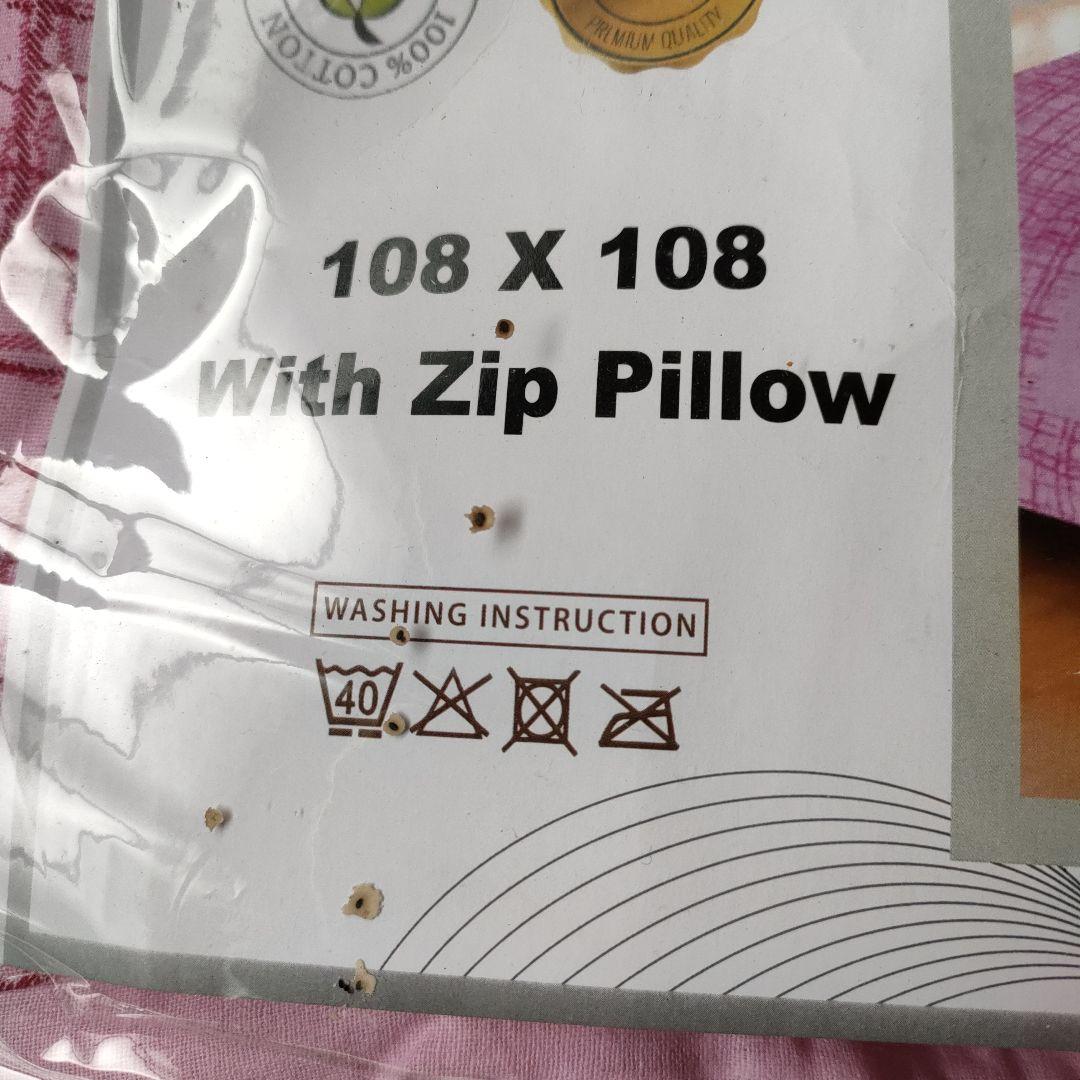 100% COTTON
PREMIUM QUALITY
108 X 108
With Zip Pillow
WASHING INSTRUCTION
40